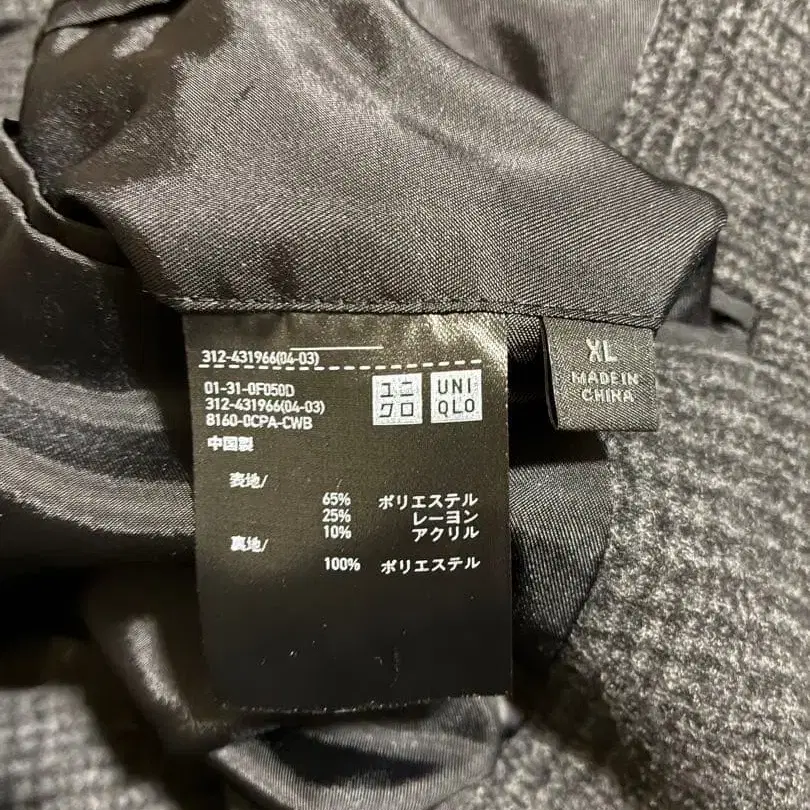 312-431966(04-03)
01-31-0F050D
312-431966(04-03)
8160-0CPA-CWB
中国製
ユニ
クロ
UNI
QLO
表地/
65% ポリエステル
25% レーヨン
10% アクリル
裏地/
100% ポリエステル
XL
MADE IN
CHINA